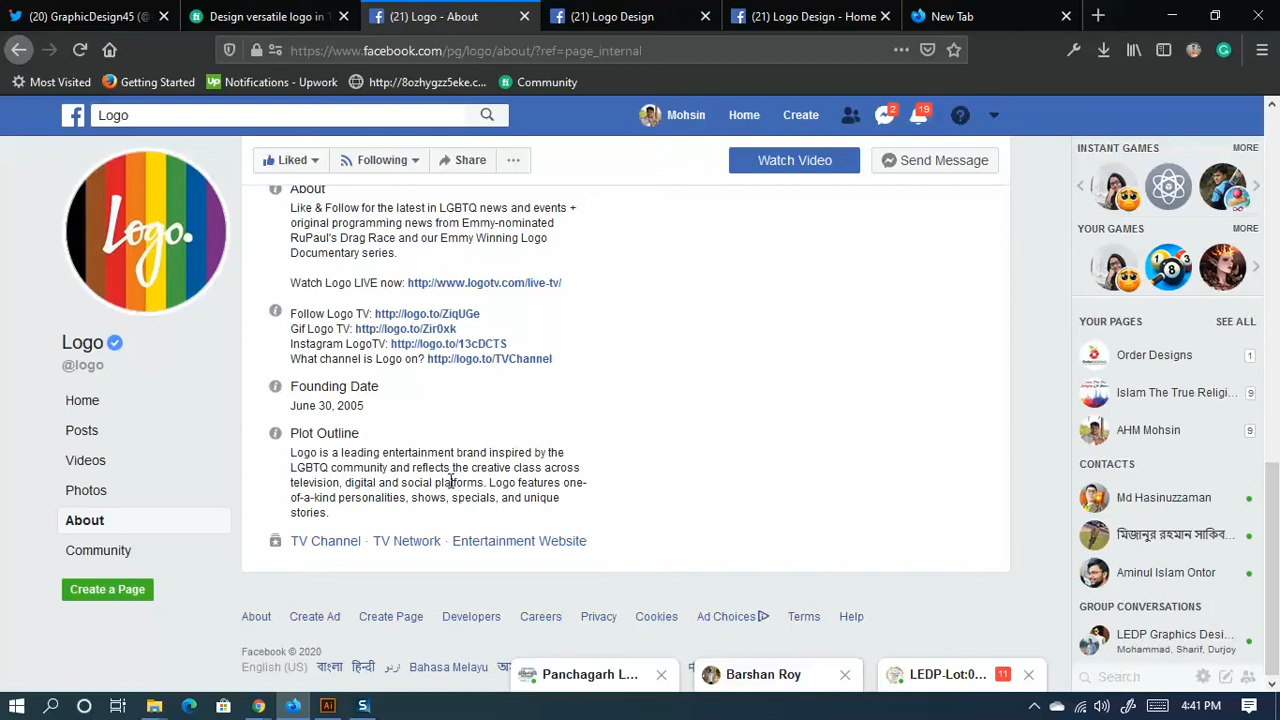 (20) GraphicDesign45 (
Design versatile logo in
(21) Logo - About
(21) Logo Design
(21) Logo Design - Home
New Tab
https://www.facebook.com/pg/logo/about/?ref=page_internal
Most Visited
Getting Started
Up
Notifications - Upwork
http://8ozhygzz5eke.c...
fi
Community
Logo
Mohsin
Home
Create
2
19
Liked
Following
Share
Watch Video
Send Message
Logo.
Logo
@logo
Home
Posts
Videos
Photos
About
Community
Create a Page
About
Like & Follow for the latest in LGBTQ news and events +
original programming news from Emmy-nominated
RuPaul's Drag Race and our Emmy Winning Logo
Documentary series.
Watch Logo LIVE now: http://www.logotv.com/live-tv/
Follow Logo TV: http://logo.to/ZiqUGe
Gif Logo TV: http://logo.to/Zir0xk
Instagram LogoTV: http://logo.to/13cDCTS
What channel is Logo on? http://logo.to/TVChannel
Founding Date
June 30, 2005
Plot Outline
Logo is a leading entertainment brand inspired by the
LGBTQ community and reflects the creative class across
television, digital and social platforms. Logo features one-
of-a-kind personalities, shows, specials, and unique
stories.
TV Channel · TV Network · Entertainment Website
About Create Ad Create Page Developers Careers Privacy Cookies Ad Choices Terms Help
Facebook © 2020
English (US) বাংলা हिन्दी اردو Bahasa Melayu
INSTANT GAMES
MORE
YOUR GAMES
MORE
YOUR PAGES
SEE ALL
Order Designs
1
Islam The True Religi...
9
AHM Mohsin
9
CONTACTS
Md Hasinuzzaman
মিজানুর রহমান সাকিব...
Aminul Islam Ontor
GROUP CONVERSATIONS
LEDP Graphics Desi...
Mohammad, Sharif, Durjoy
Search
Panchagarh L...
Barshan Roy
LEDP-Lot:0...
11
Ai
S
4:41 PM